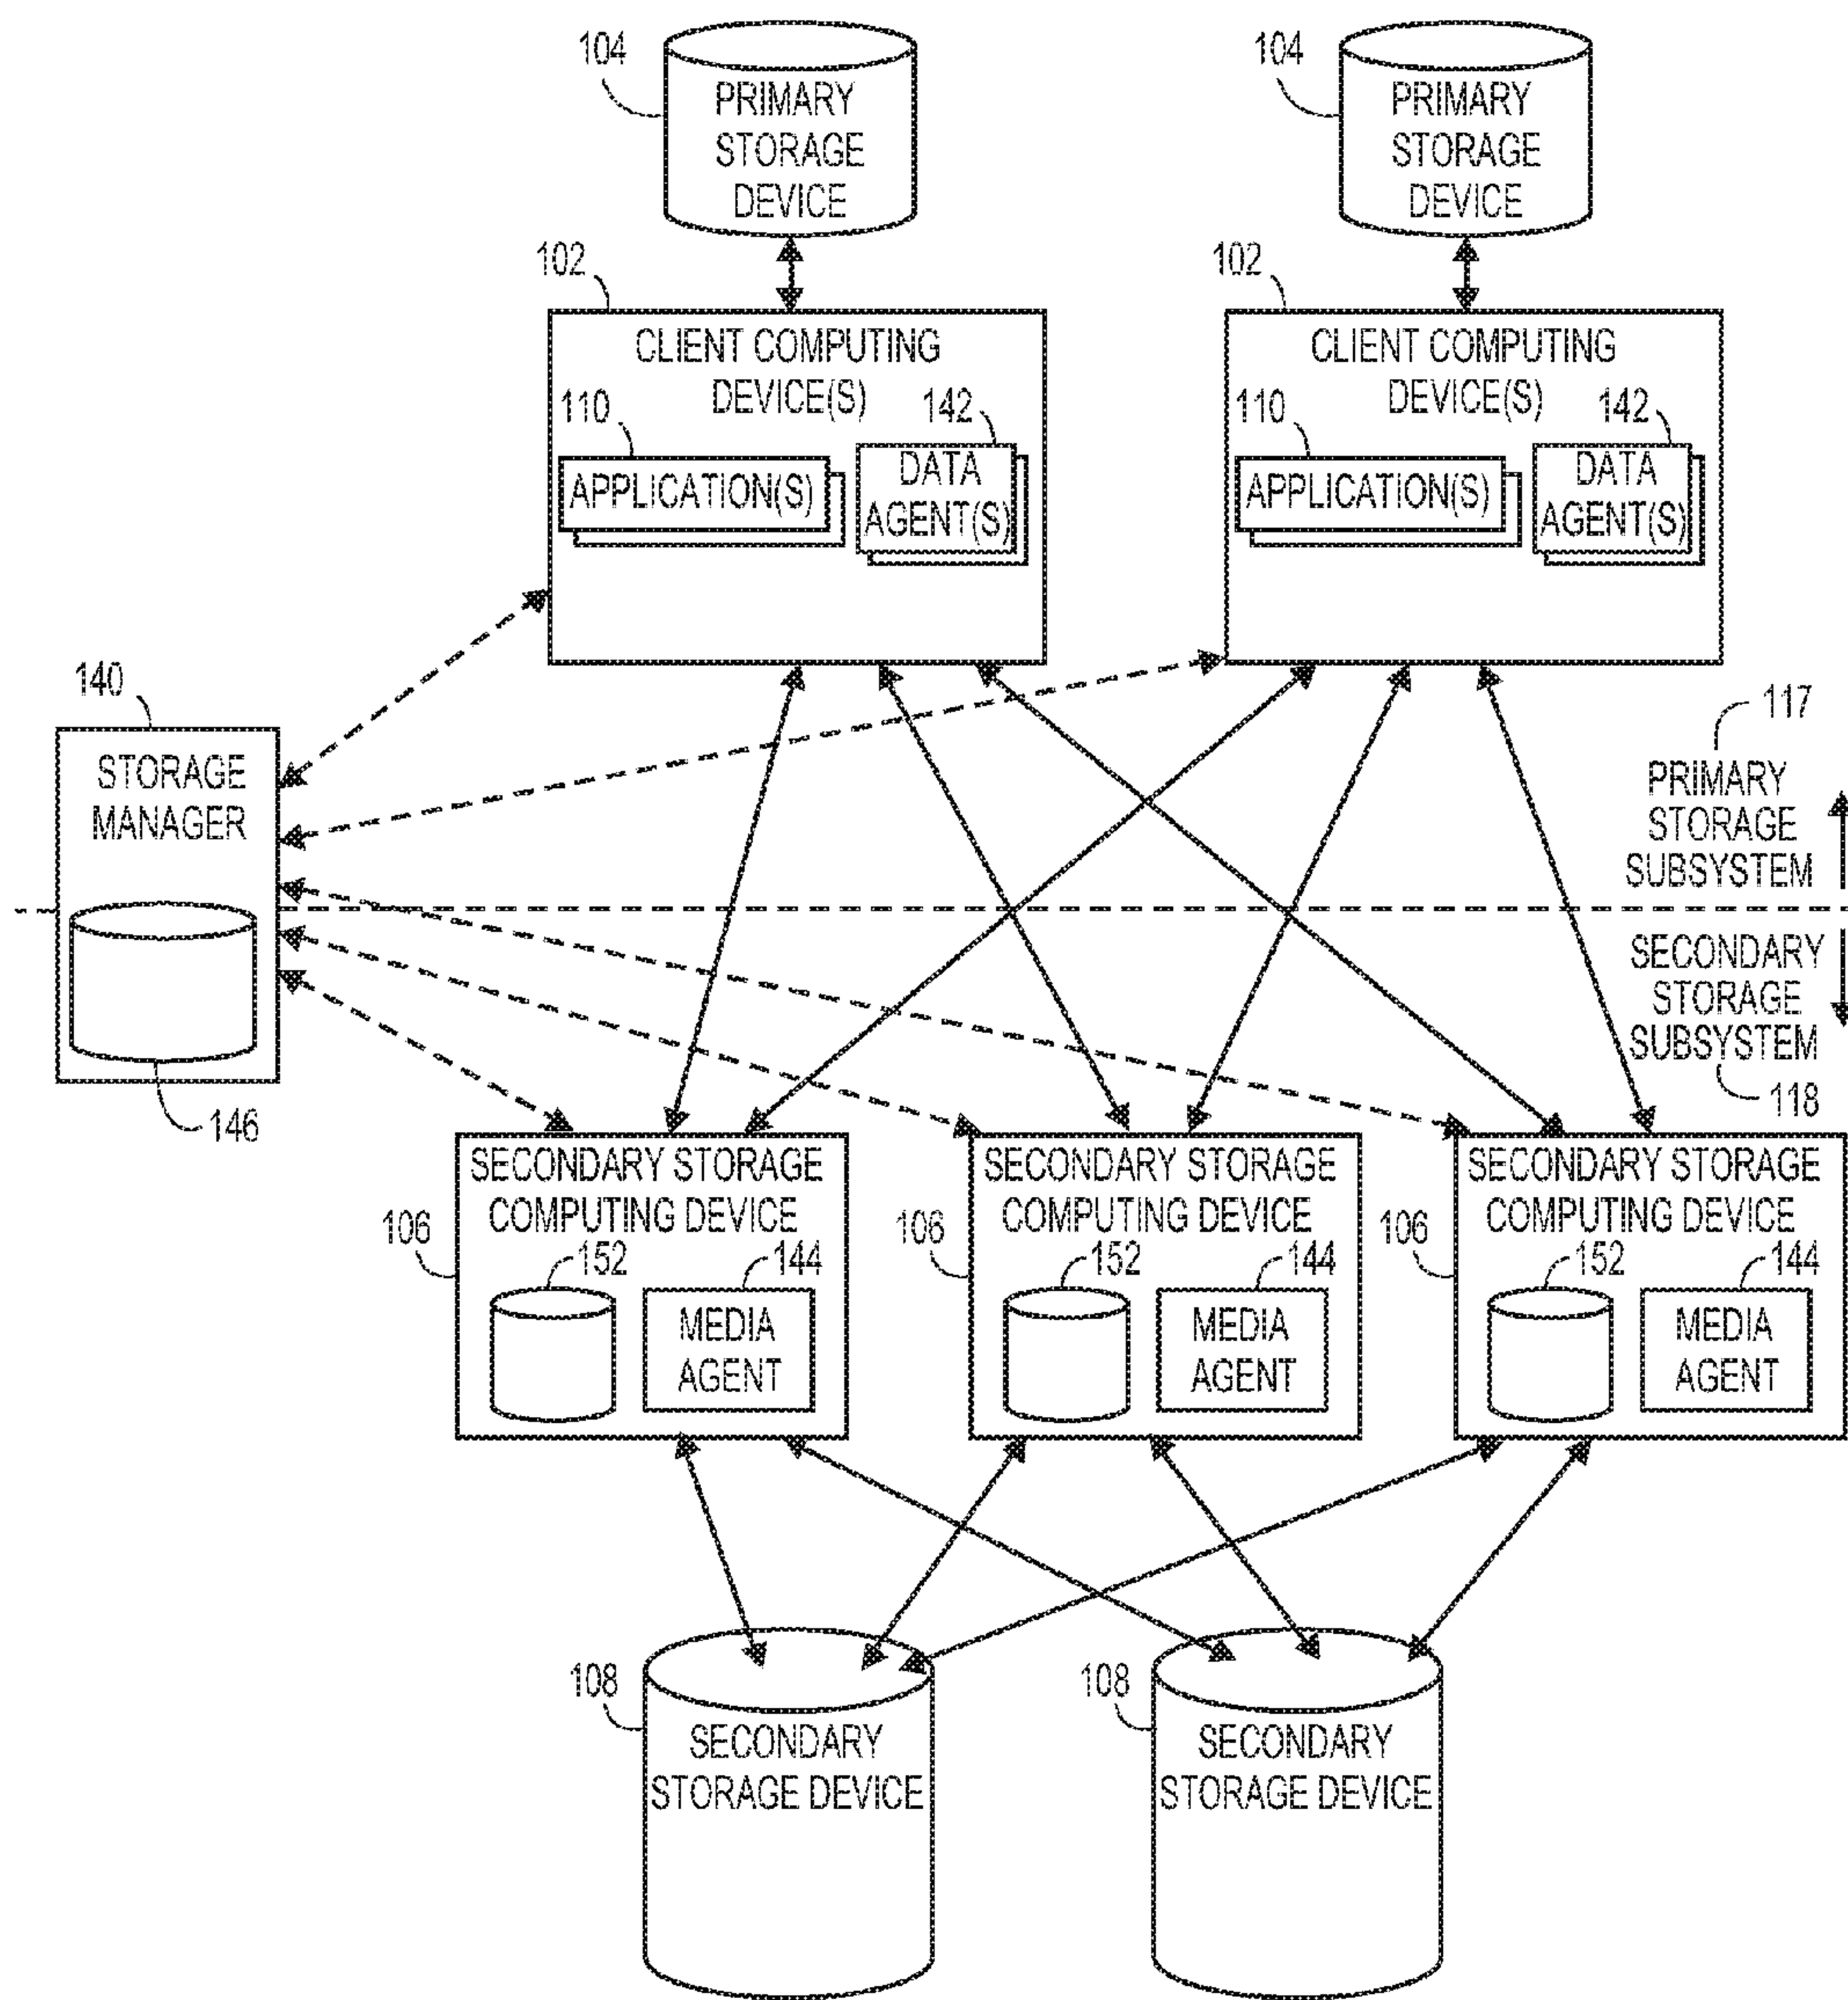 104
PRIMARY
STORAGE
DEVICE
104
PRIMARY
STORAGE
DEVICE
102
CLIENT COMPUTING
DEVICE(S)
110
APPLICATION(S)
142
DATA
AGENT(S)
102
CLIENT COMPUTING
DEVICE(S)
110
APPLICATION(S)
142
DATA
AGENT(S)
140
STORAGE
MANAGER
146
117
PRIMARY
STORAGE
SUBSYSTEM
SECONDARY
STORAGE
SUBSYSTEM
118
SECONDARY STORAGE
COMPUTING DEVICE
106
152
144
MEDIA
AGENT
SECONDARY STORAGE
COMPUTING DEVICE
106
152
144
MEDIA
AGENT
SECONDARY STORAGE
COMPUTING DEVICE
106
152
144
MEDIA
AGENT
108
SECONDARY
STORAGE DEVICE
108
SECONDARY
STORAGE DEVICE